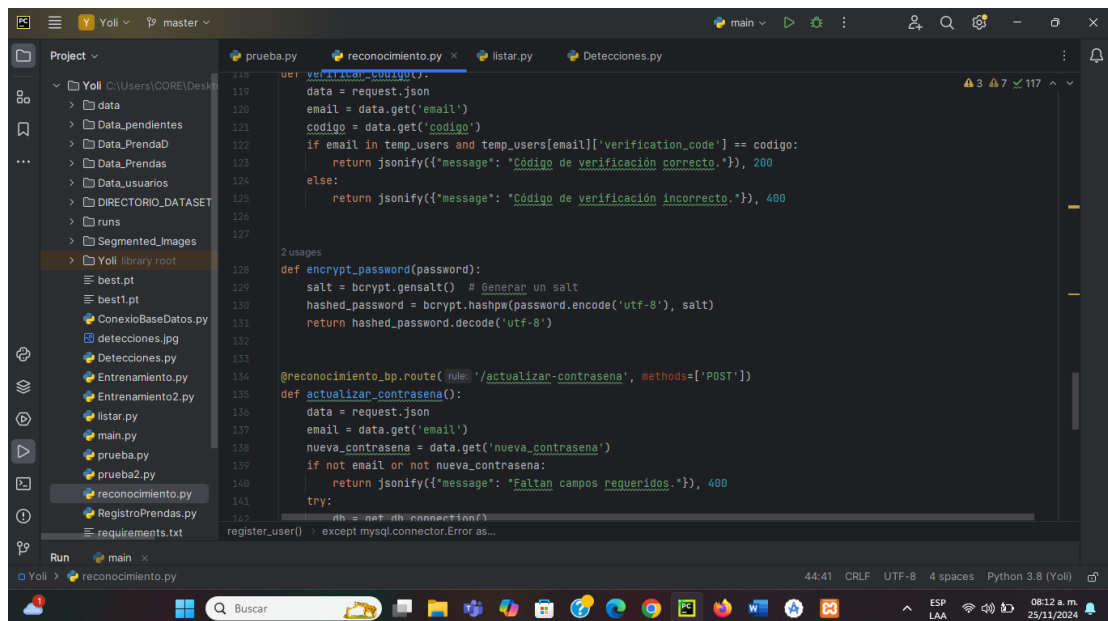 PC Y Yoli master main
Project
prueba.py reconocimiento.py × listar.py Detecciones.py
Yoli C:\Users\CORE\Deskto
data
Data_pendientes
Data_PrendaD
Data_Prendas
Data_usuarios
DIRECTORIO_DATASET
runs
Segmented_Images
Yoli library root
best.pt
best1.pt
ConexioBaseDatos.py
detecciones.jpg
Detecciones.py
Entrenamiento.py
Entrenamiento2.py
listar.py
main.py
prueba.py
prueba2.py
reconocimiento.py
RegistroPrendas.py
requirements.txt
3 7 117
118 def verificar_codigo():
119 data = request.json
120 email = data.get('email')
121 codigo = data.get('codigo')
122 if email in temp_users and temp_users[email]['verification_code'] == codigo:
123 return jsonify({"message": "Código de verificación correcto."}), 200
124 else:
125 return jsonify({"message": "Código de verificación incorrecto."}), 400
126
127
2 usages
128 def encrypt_password(password):
129 salt = bcrypt.gensalt() # Generar un salt
130 hashed_password = bcrypt.hashpw(password.encode('utf-8'), salt)
131 return hashed_password.decode('utf-8')
132
133
134 @reconocimiento_bp.route( rule: '/actualizar-contrasena', methods=['POST'])
135 def actualizar_contrasena():
136 data = request.json
137 email = data.get('email')
138 nueva_contrasena = data.get('nueva_contrasena')
139 if not email or not nueva_contrasena:
140 return jsonify({"message": "Faltan campos requeridos."}), 400
141 try:
142 db = get_db_connection()
register_user() › except mysql.connector.Error as...
Run main ×
Yoli > reconocimiento.py 44:41 CRLF UTF-8 4 spaces Python 3.8 (Yoli)
1 Buscar PC ESP 08:12 a. m.
LAA 25/11/2024